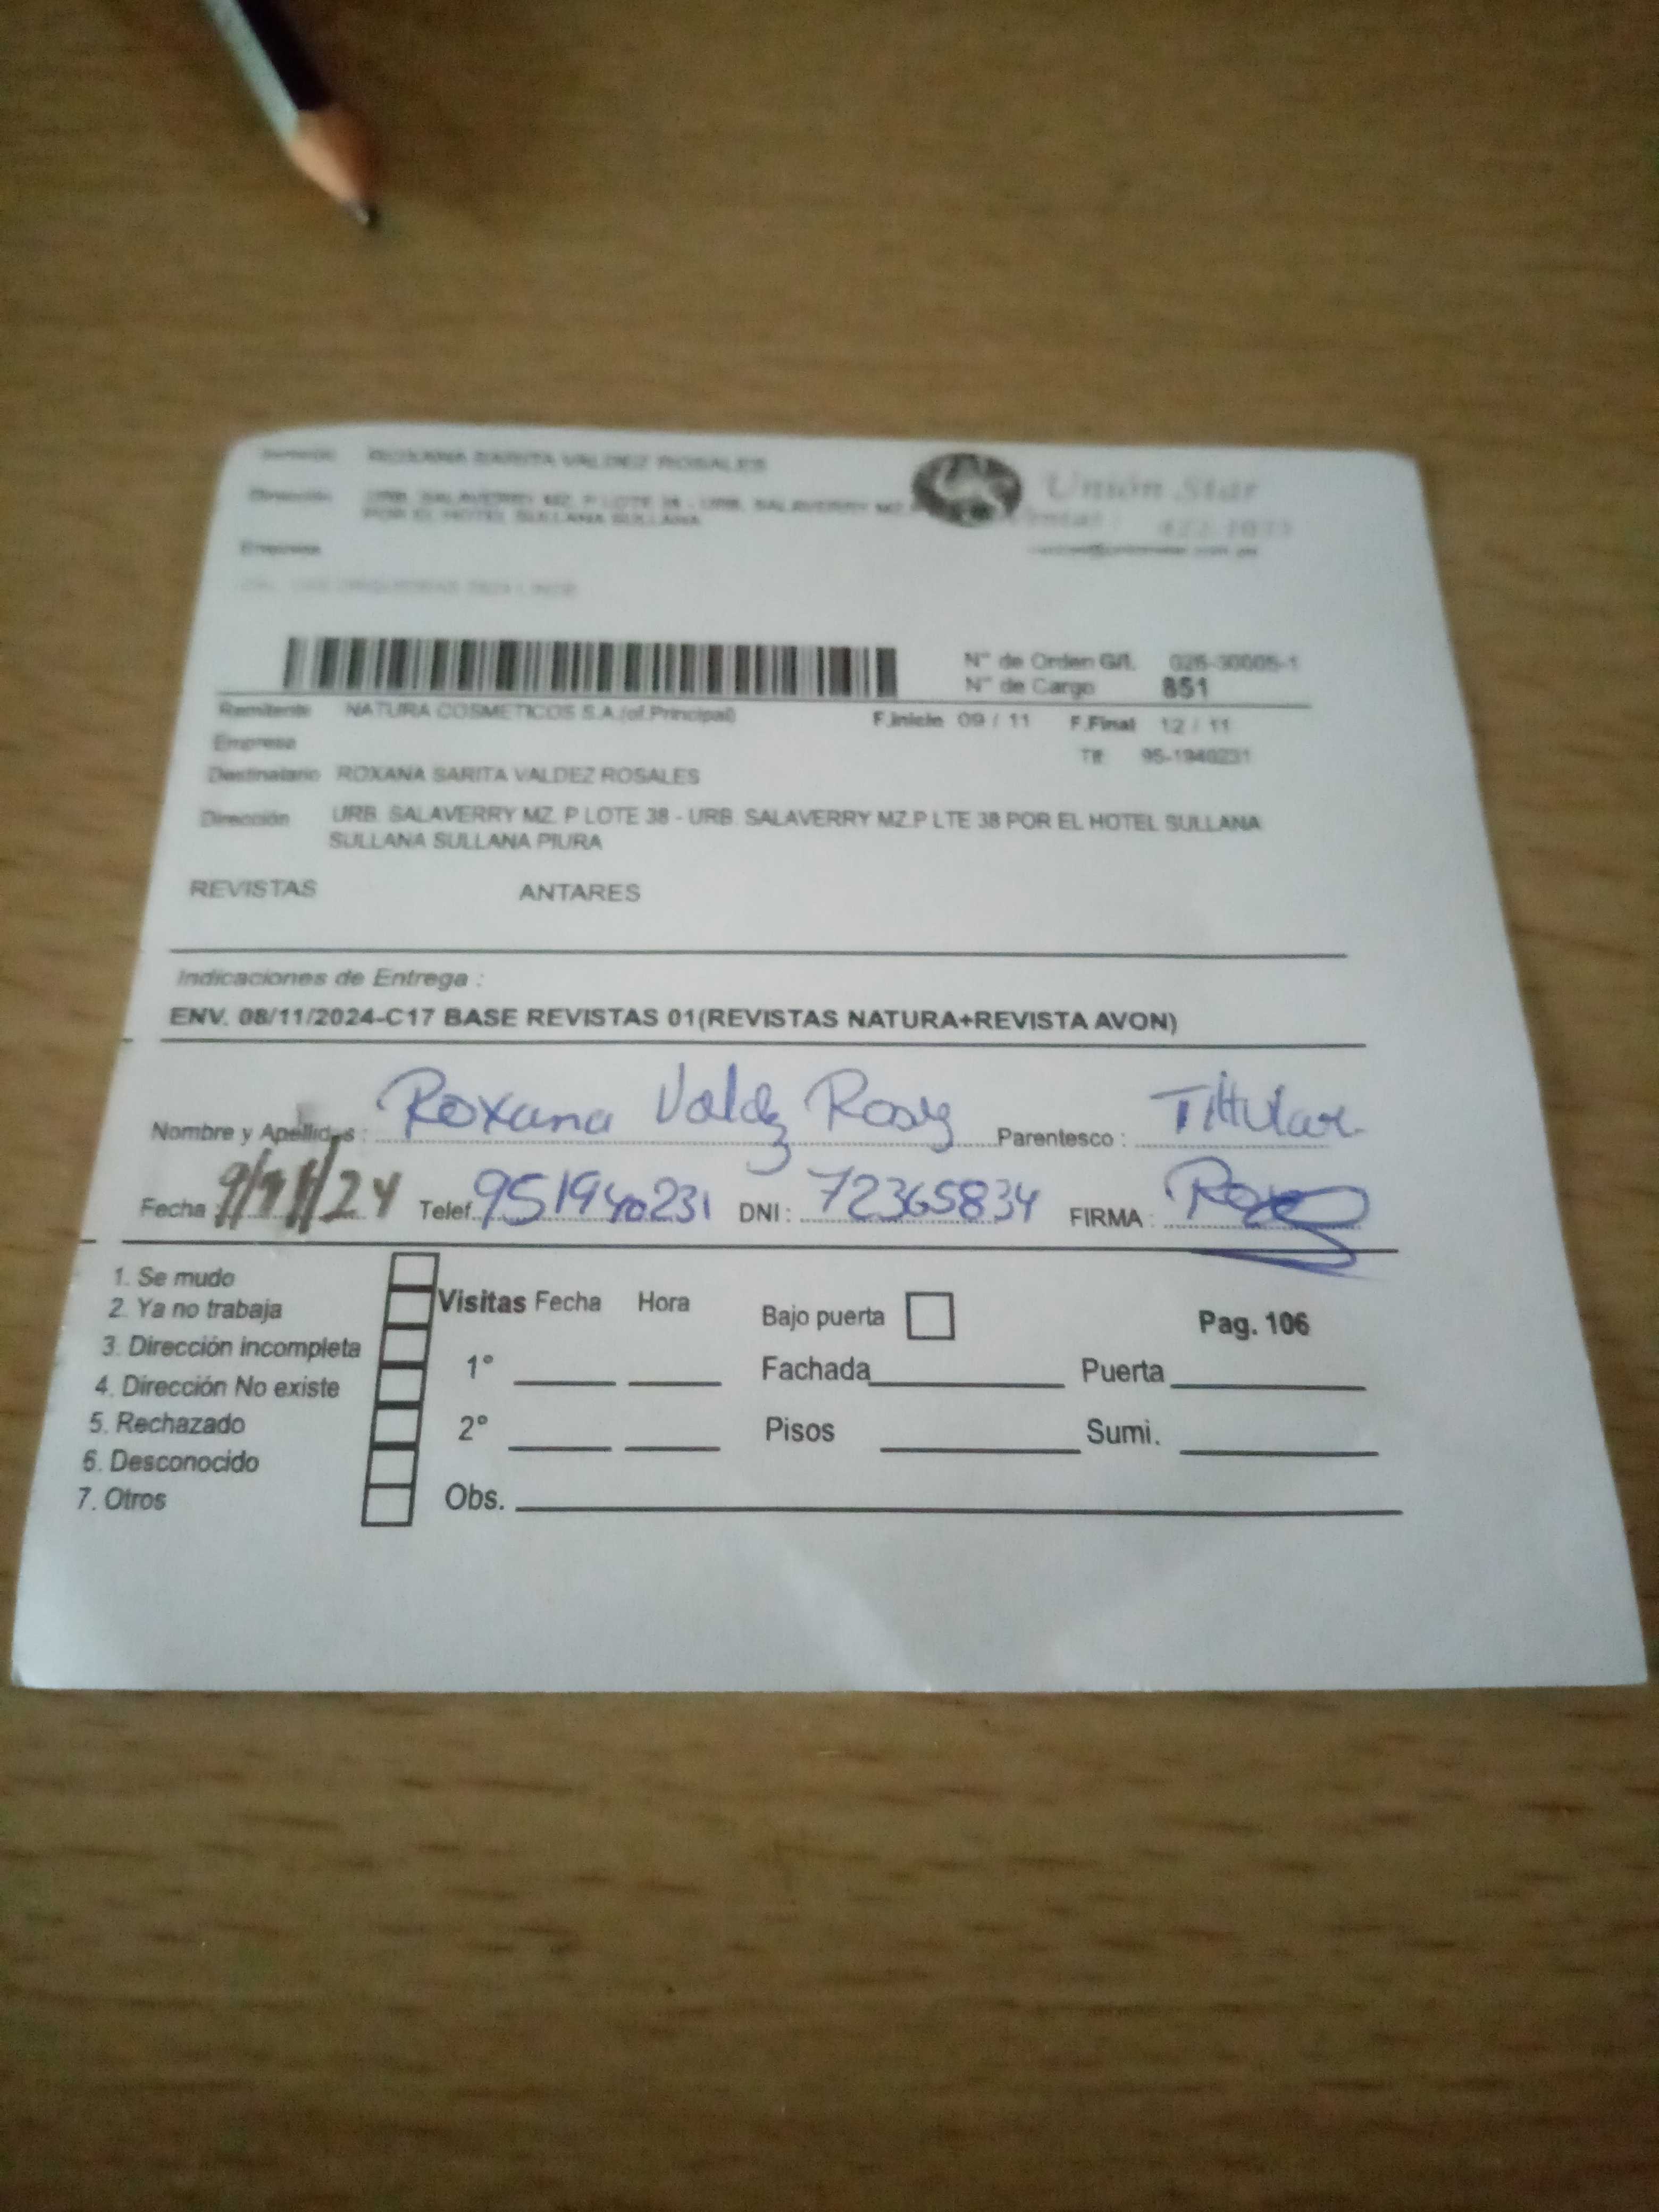 ROXANA SARITA VALDEZ ROSALES
Unión Star
Dirección URB. SALAVERRY MZ. P LOTE 38 - URB. SALAVERRY MZ.P
POR EL HOTEL SULLANA SULLANA
Empresa
N° de Orden G/I. 026-30005-1
N° de Cargo 851
Remitente NATURA COSMETICOS S.A.(of.Principal) F.Inicio 09 / 11 F.Final 12 / 11
Empresa Tlf. 95-1940231
Destinatario ROXANA SARITA VALDEZ ROSALES
Dirección URB. SALAVERRY MZ. P LOTE 38 - URB. SALAVERRY MZ.P LTE 38 POR EL HOTEL SULLANA
SULLANA SULLANA PIURA
REVISTAS ANTARES
Indicaciones de Entrega :
ENV. 08/11/2024-C17 BASE REVISTAS 01(REVISTAS NATURA+REVISTA AVON)
Nombre y Apellidos : Roxana Parentesco : Tittular
Fecha 9/11/24 Telef. 951940231 DNI : 72365834 FIRMA :
1. Se mudo
2. Ya no trabaja
3. Dirección incompleta
4. Dirección No existe
5. Rechazado
6. Desconocido
7. Otros
Visitas Fecha Hora Bajo puerta Pag. 106
1° Fachada Puerta
2° Pisos Sumi.
Obs.